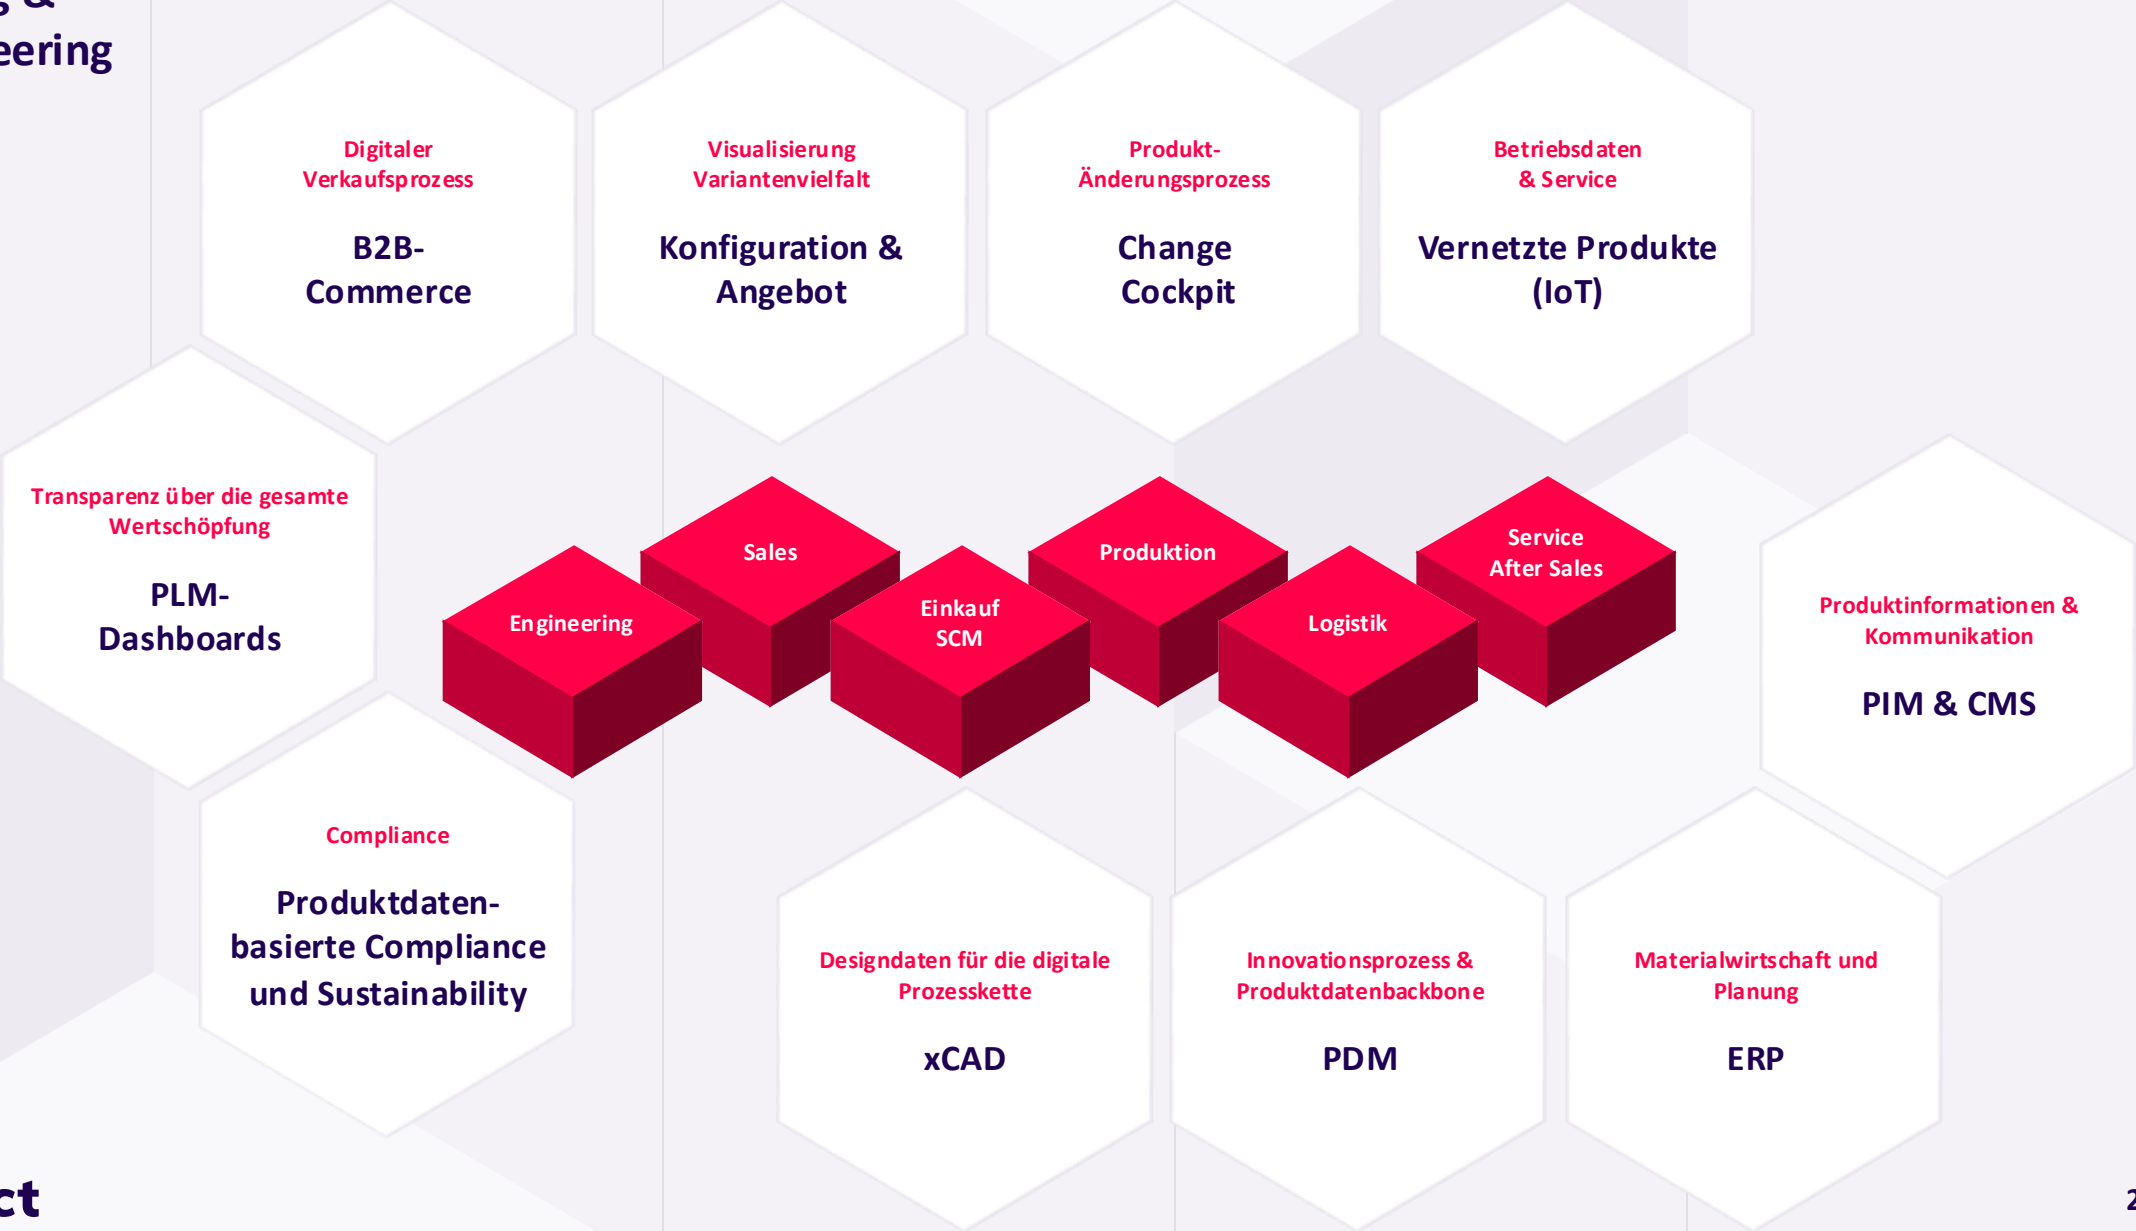 &
eering
Digitaler
Verkaufsprozess
B2B-
Commerce
Visualisierung
Variantenvielfalt
Konfiguration &
Angebot
Produkt-
Änderungsprozess
Change
Cockpit
Betriebsdaten
& Service
Vernetzte Produkte
(IoT)
Transparenz über die gesamte
Wertschöpfung
PLM-
Dashboards
Engineering
Sales
Einkauf
SCM
Produktion
Logistik
Service
After Sales
Produktinformationen &
Kommunikation
PIM & CMS
Compliance
Produktdaten-
basierte Compliance
und Sustainability
Designdaten für die digitale
Prozesskette
xCAD
Innovationsprozess &
Produktdatenbackbone
PDM
Materialwirtschaft und
Planung
ERP
ct
2